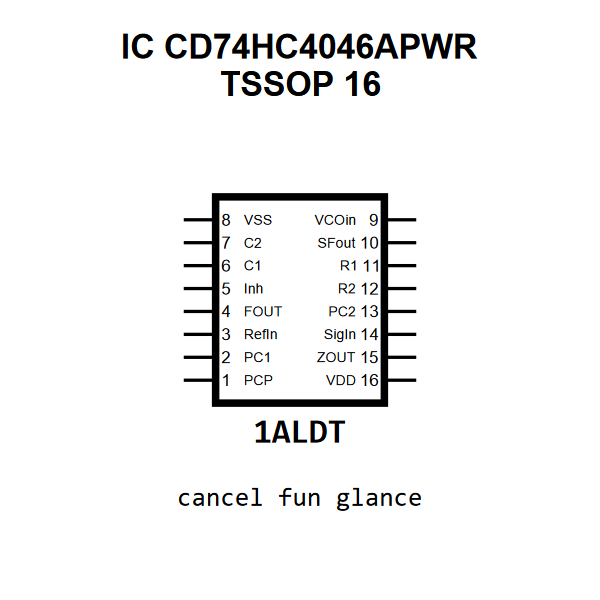 IC CD74HC4046APWR
TSSOP 16
8 VSS VCOin 9
7 C2 SFout 10
6 C1 R1 11
5 Inh R2 12
4 FOUT PC2 13
3 RefIn SigIn 14
2 PC1 ZOUT 15
1 PCP VDD 16
1ALDT
cancel fun glance